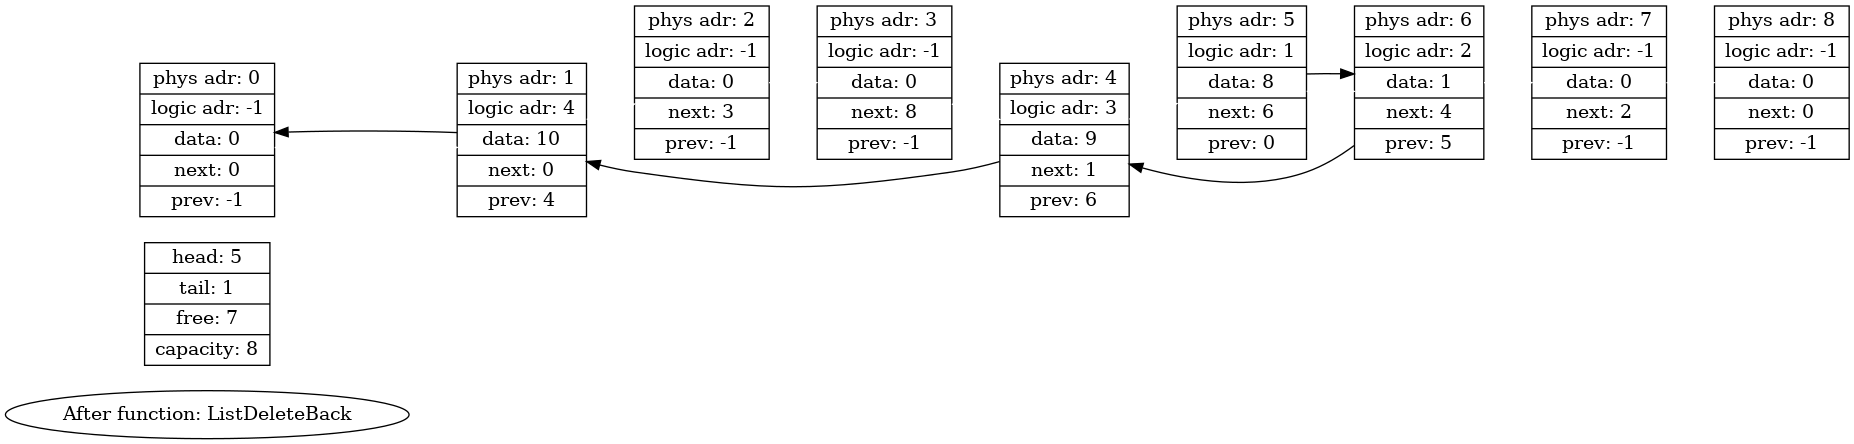 phys adr: 0
logic adr: -1
data: 0
next: 0
prev: -1
phys adr: 1
logic adr: 4
data: 10
next: 0
prev: 4
phys adr: 2
logic adr: -1
data: 0
next: 3
prev: -1
phys adr: 3
logic adr: -1
data: 0
next: 8
prev: -1
phys adr: 4
logic adr: 3
data: 9
next: 1
prev: 6
phys adr: 5
logic adr: 1
data: 8
next: 6
prev: 0
phys adr: 6
logic adr: 2
data: 1
next: 4
prev: 5
phys adr: 7
logic adr: -1
data: 0
next: 2
prev: -1
phys adr: 8
logic adr: -1
data: 0
next: 0
prev: -1
head: 5
tail: 1
free: 7
capacity: 8
After function: ListDeleteBack